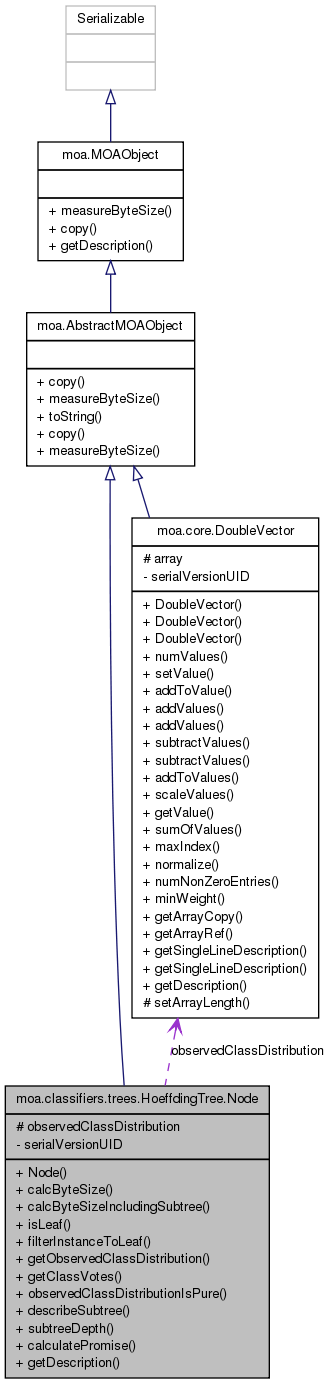 Serializable
moa.MOAObject
+ measureByteSize()
+ copy()
+ getDescription()
moa.AbstractMOAObject
+ copy()
+ measureByteSize()
+ toString()
+ copy()
+ measureByteSize()
moa.core.DoubleVector
# array
- serialVersionUID
+ DoubleVector()
+ DoubleVector()
+ DoubleVector()
+ numValues()
+ setValue()
+ addToValue()
+ addValues()
+ addValues()
+ subtractValues()
+ subtractValues()
+ addToValues()
+ scaleValues()
+ getValue()
+ sumOfValues()
+ maxIndex()
+ normalize()
+ numNonZeroEntries()
+ minWeight()
+ getArrayCopy()
+ getArrayRef()
+ getSingleLineDescription()
+ getSingleLineDescription()
+ getDescription()
# setArrayLength()
observedClassDistribution
moa.classifiers.trees.HoeffdingTree.Node
# observedClassDistribution
- serialVersionUID
+ Node()
+ calcByteSize()
+ calcByteSizeIncludingSubtree()
+ isLeaf()
+ filterInstanceToLeaf()
+ getObservedClassDistribution()
+ getClassVotes()
+ observedClassDistributionIsPure()
+ describeSubtree()
+ subtreeDepth()
+ calculatePromise()
+ getDescription()